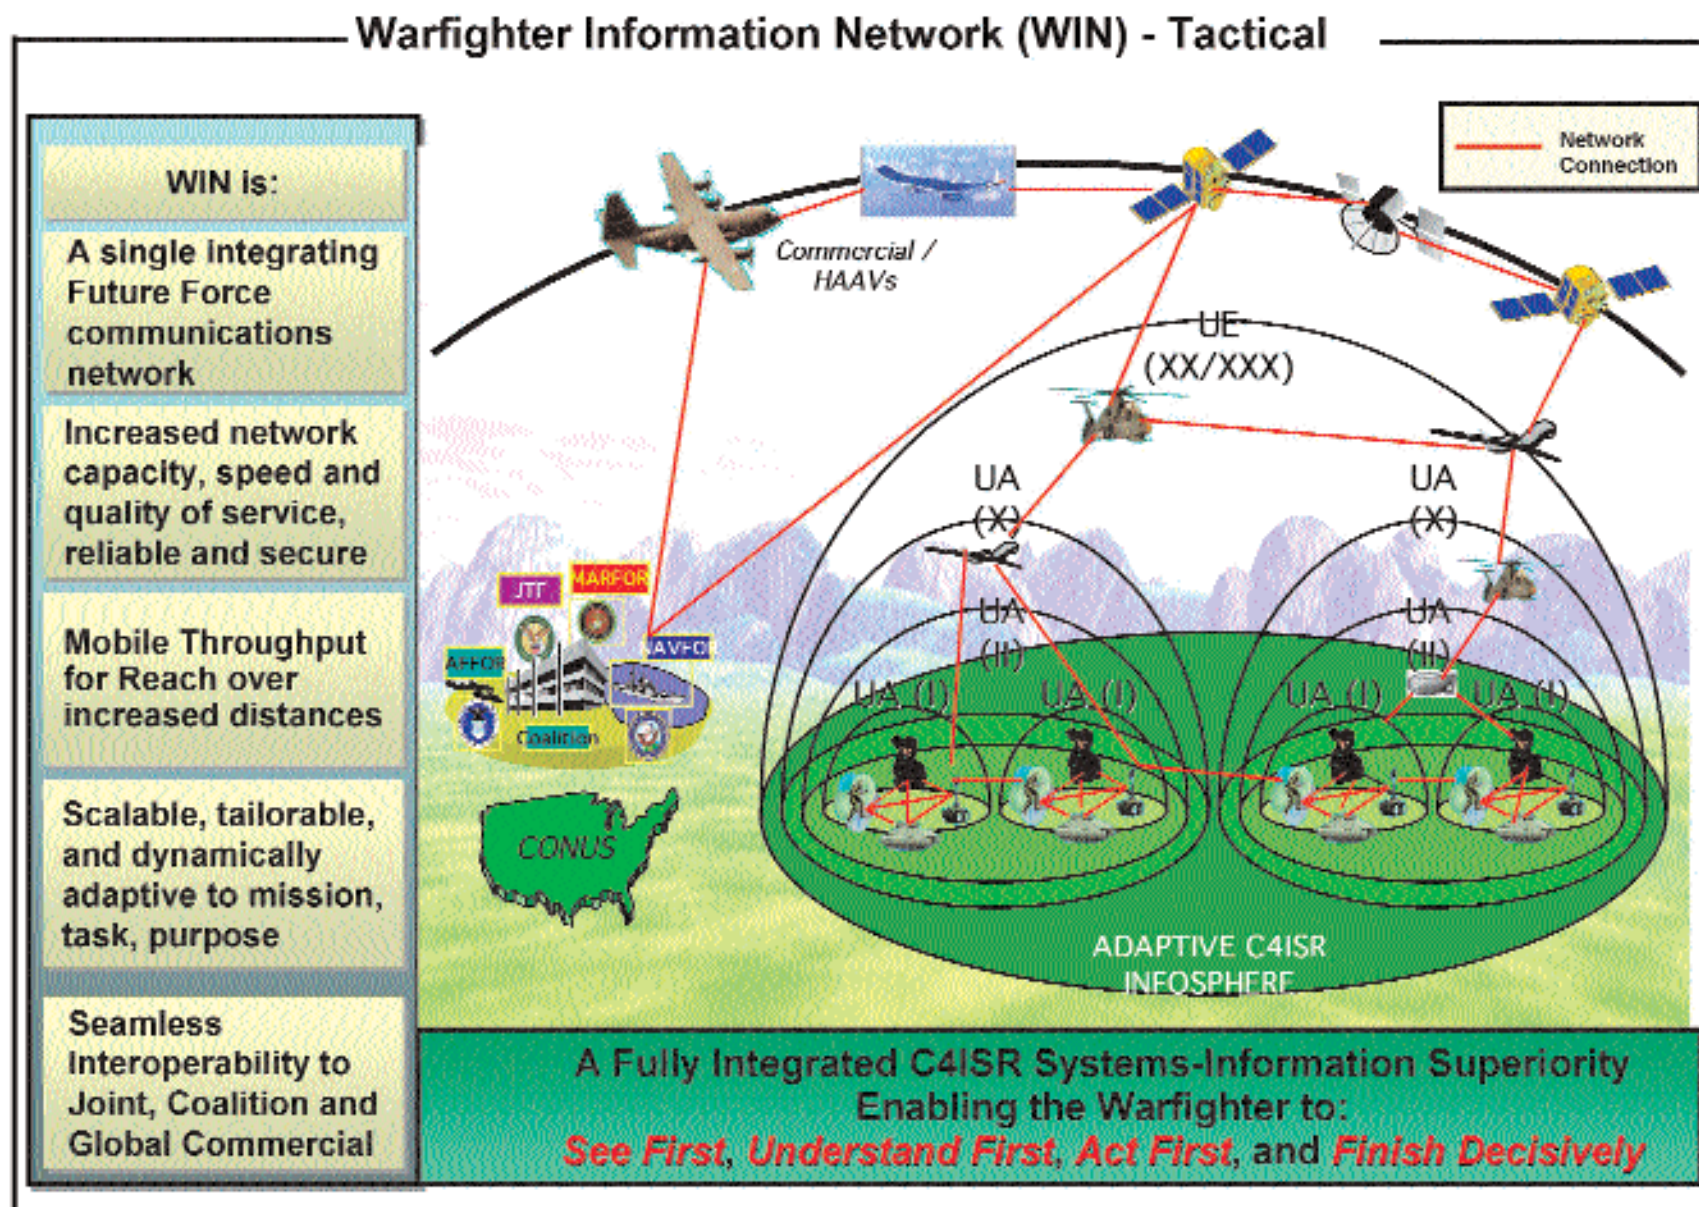 Warfighter Information Network (WIN) - Tactical
WIN is:
A single integrating
Future Force
communications
network
Increased network
capacity, speed and
quality of service,
reliable and secure
Mobile Throughput
for Reach over
increased distances
Scalable, tailorable,
and dynamically
adaptive to mission,
task, purpose
Seamless
Interoperability to
Joint, Coalition and
Global Commercial
Network
Connection
Commercial /
HAAVs
UE
(XX/XXX)
UA
(X)
UA
(X)
UA
(II)
UA
(II)
UA (I)
UA (I)
UA (I)
UA (I)
JTF
MARFOR
AFFOR
NAVFOR
Coalition
CONUS
ADAPTIVE C4ISR
INFOSPHERE
A Fully Integrated C4ISR Systems-Information Superiority
Enabling the Warfighter to:
See First, Understand First, Act First, and Finish Decisively